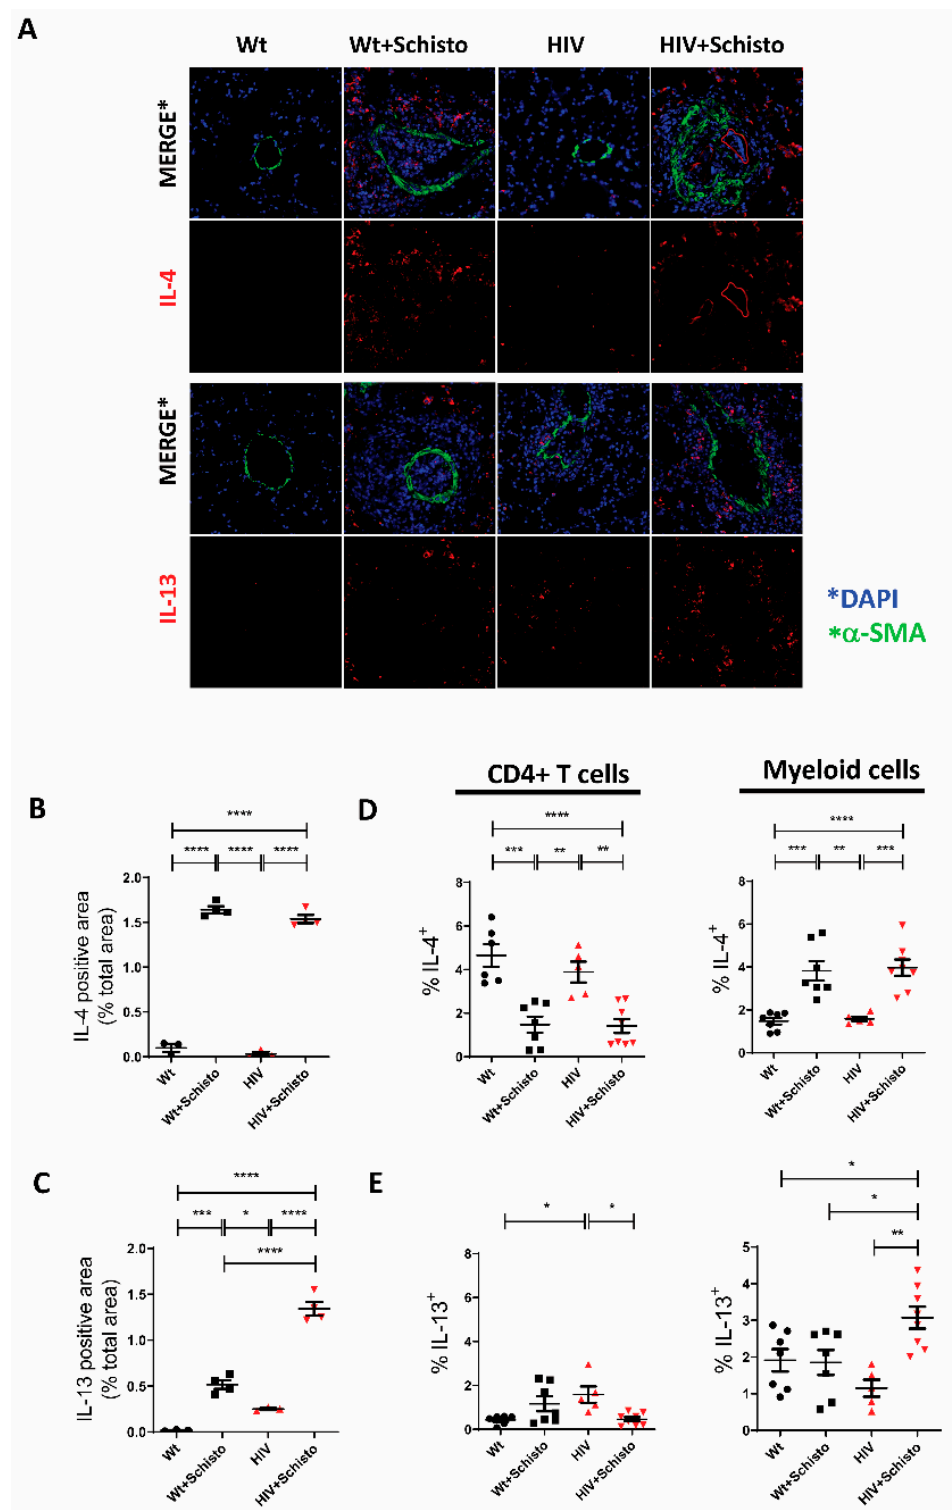 A
Wt Wt+Schisto HIV HIV+Schisto
MERGE*
IL-4
MERGE*
IL-13
*DAPI
*α-SMA
CD4+ T cells Myeloid cells
B
****
**** **** ****
IL-4 positive area
(% total area)
2.0
1.5
1.0
0.5
0.0
Wt
Wt+Schisto
HIV
HIV+Schisto
D
****
*** ** **
% IL-4+
8
6
4
2
0
Wt
Wt+Schisto
HIV
HIV+Schisto
****
*** ** ***
% IL-4+
8
6
4
2
0
Wt
Wt+Schisto
HIV
HIV+Schisto
C
****
*** * ****
****
IL-13 positive area
(% total area)
2.0
1.5
1.0
0.5
0.0
Wt
Wt+Schisto
HIV
HIV+Schisto
E
* *
% IL-13+
8
6
4
2
0
Wt
Wt+Schisto
HIV
HIV+Schisto
*
*
**
% IL-13+
5
4
3
2
1
0
Wt
Wt+Schisto
HIV
HIV+Schisto